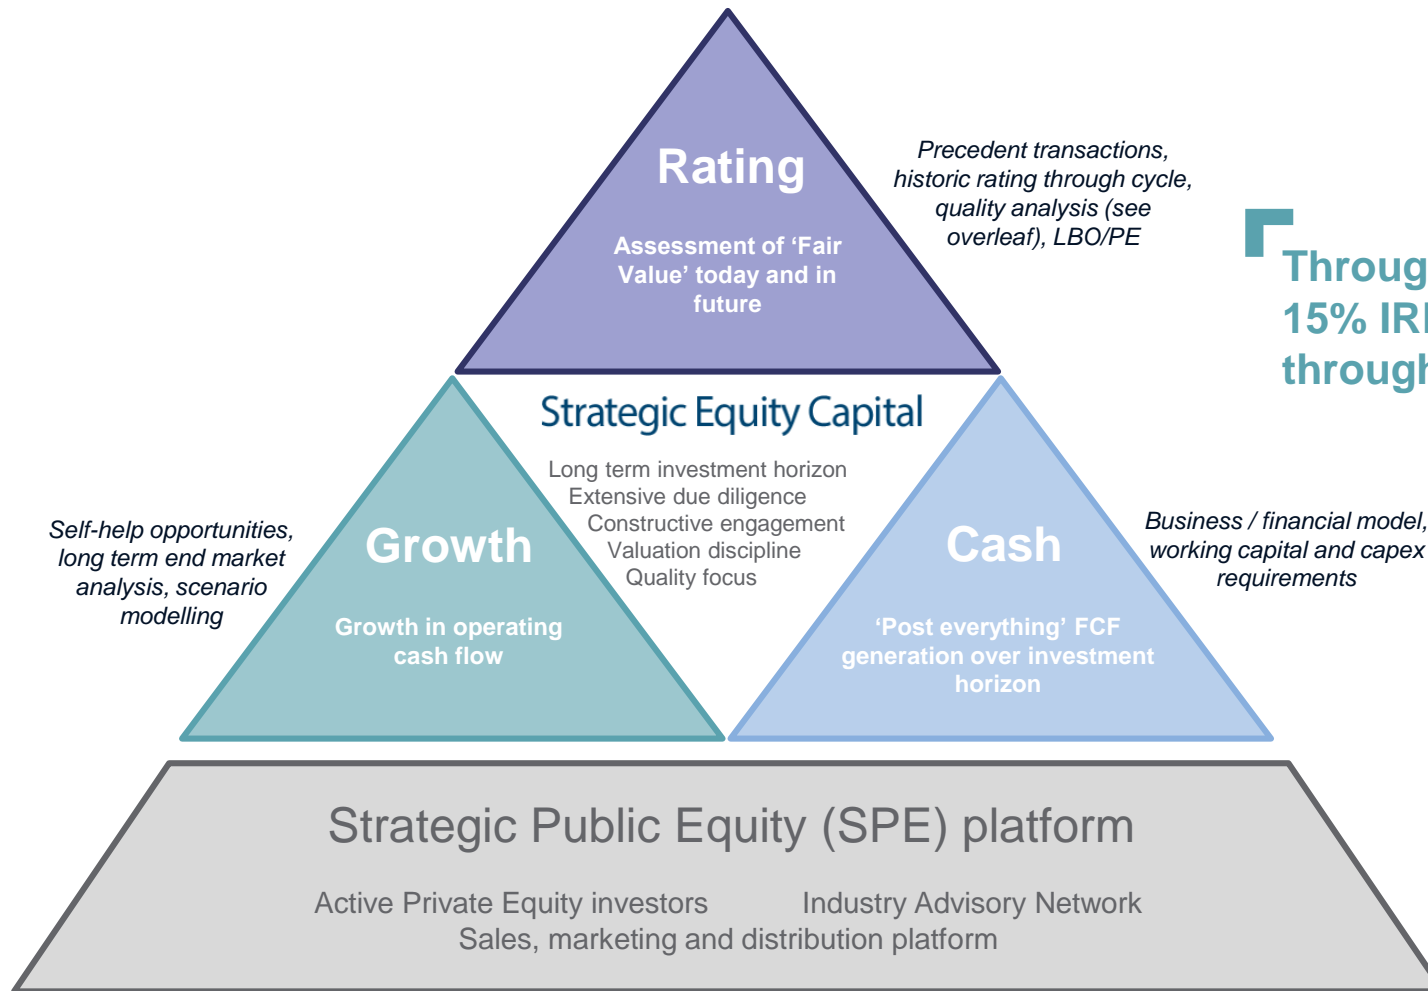 Rating
Assessment of ‘Fair
Value’ today and in
future
Precedent transactions,
historic rating through cycle,
quality analysis (see
overleaf), LBO/PE
15%
Strategic Equity Capital
Long term investment horizon
Extensive due diligence
Constructive engagement
Valuation discipline
Quality focus
Self-help opportunities,
long term end market
analysis, scenario
modelling
Growth
Growth in operating
cash flow
Cash
‘Post everything’ FCF
generation over investment
horizon
Business / financial model,
working capital and capex
requirements
Strategic Public Equity (SPE) platform
Active Private Equity investors Industry Advisory Network
Sales, marketing and distribution platform